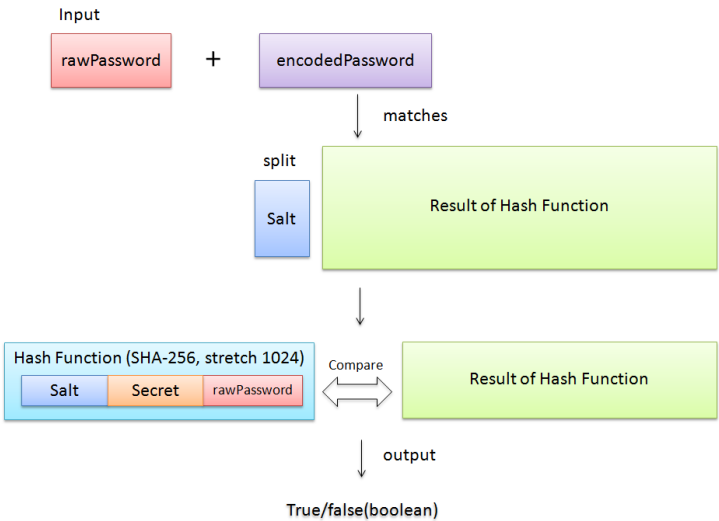 Input
rawPassword + encodedPassword
matches
split
Salt
Result of Hash Function
Hash Function (SHA-256, stretch 1024)
Salt Secret rawPassword
Compare
Result of Hash Function
output
True/false(boolean)